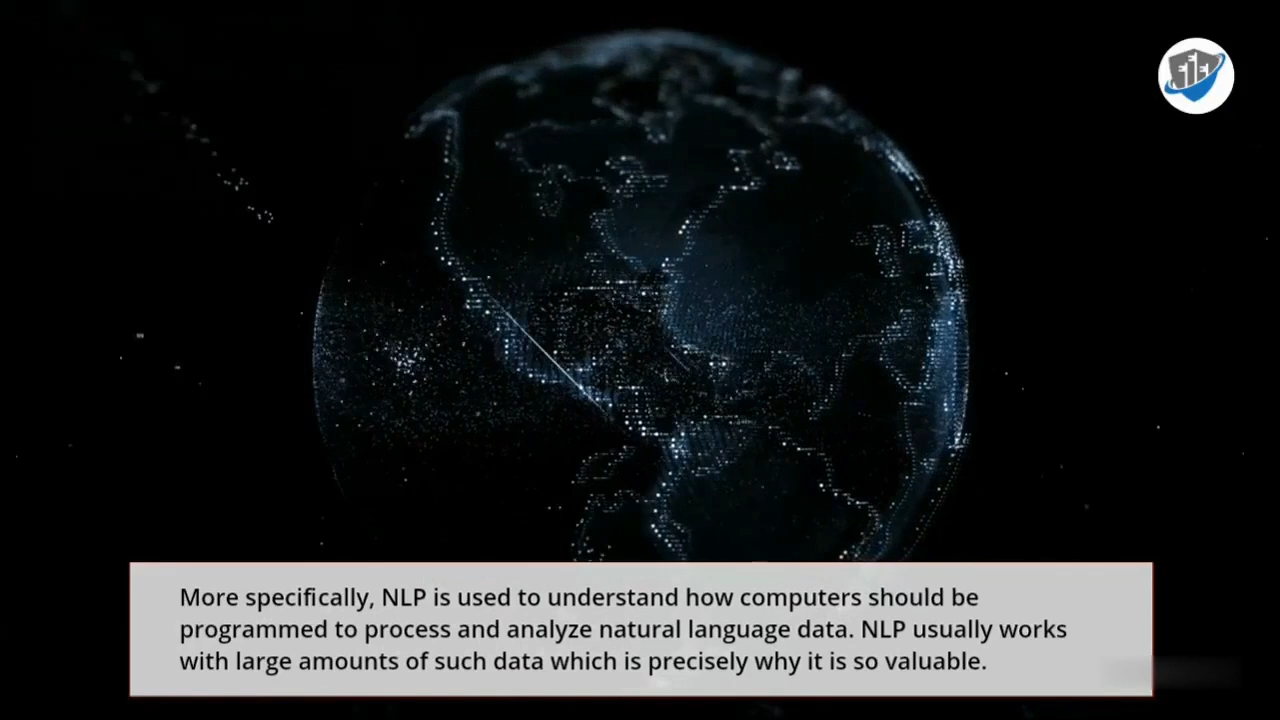 More specifically, NLP is used to understand how computers should be
programmed to process and analyze natural language data. NLP usually works
with large amounts of such data which is precisely why it is so valuable.